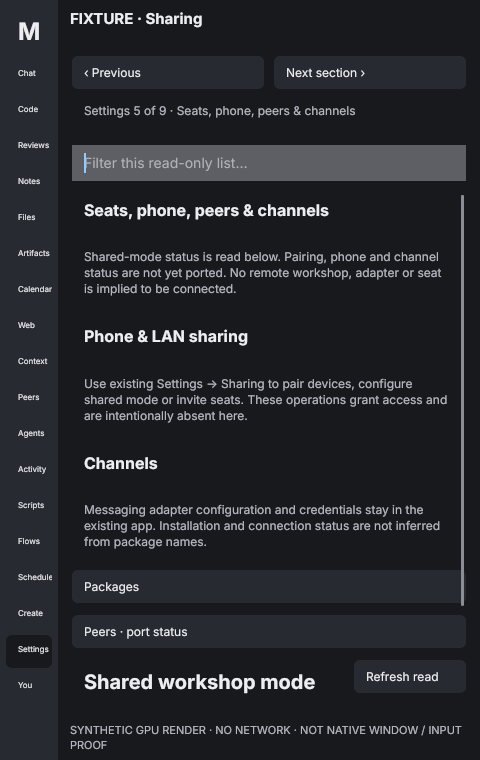 M
FIXTURE · Sharing
Chat
Code
Reviews
Notes
Files
Artifacts
Calendar
Web
Context
Peers
Agents
Activity
Scripts
Flows
Schedule
Create
Settings
You
‹ Previous
Next section ›
Settings 5 of 9 · Seats, phone, peers & channels
Filter this read-only list...
Seats, phone, peers & channels
Shared-mode status is read below. Pairing, phone and channel
status are not yet ported. No remote workshop, adapter or seat
is implied to be connected.
Phone & LAN sharing
Use existing Settings → Sharing to pair devices, configure
shared mode or invite seats. These operations grant access and
are intentionally absent here.
Channels
Messaging adapter configuration and credentials stay in the
existing app. Installation and connection status are not inferred
from package names.
Packages
Peers · port status
Shared workshop mode
Refresh read
SYNTHETIC GPU RENDER · NO NETWORK · NOT NATIVE WINDOW / INPUT
PROOF